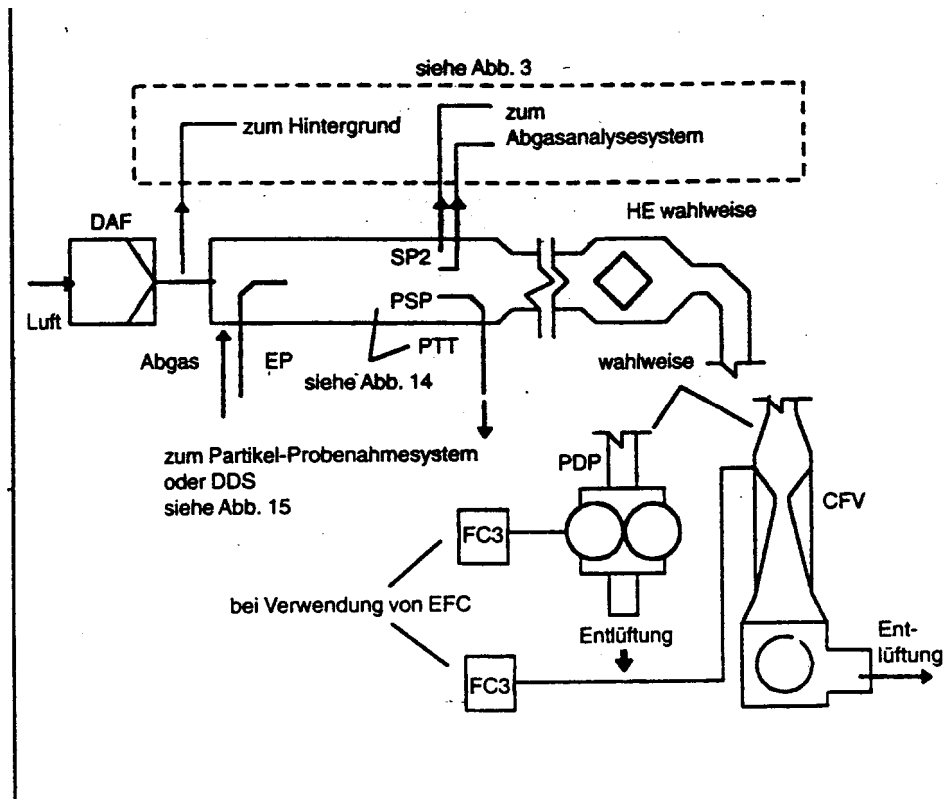 siehe Abb. 3
zum Hintergrund
zum
Abgasanalysesystem
DAF
HE wahlweise
SP2
PSP
Luft
Abgas
EP
PTT
siehe Abb. 14
wahlweise
zum Partikel-Probenahmesystem
oder DDS
siehe Abb. 15
PDP
CFV
FC3
bei Verwendung von EFC
Entlüftung
FC3
Ent-
lüftung